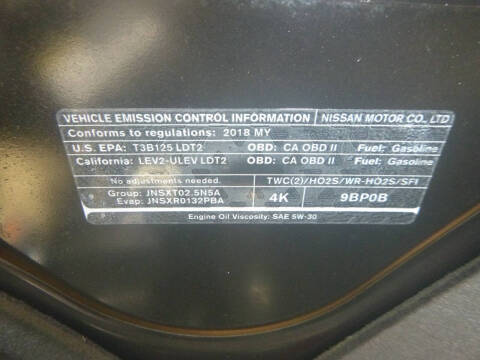 VEHICLE EMISSION CONTROL INFORMATION NISSAN MOTOR CO., LTD
Conforms to regulations: 2018 MY
U.S. EPA: T3B125 LDT2 OBD: CA OBD II Fuel: Gasoline
California: LEV2-ULEV LDT2 OBD: CA OBD II Fuel: Gasoline
No adjustments needed. TWC(2)/HO2S/WR-HO2S/SFI
Group: JNSXT02.5N5A 4K 9BP0B
Evap: JNSXR0132PBA
Engine Oil Viscosity: SAE 5W-30